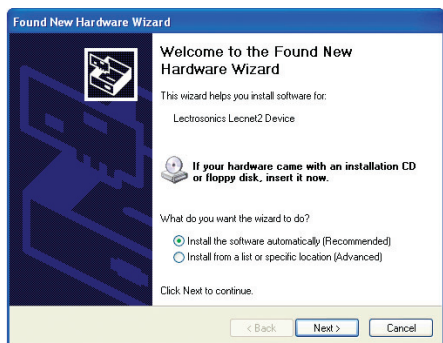 Found New Hardware Wizard
Welcome to the Found New
Hardware Wizard
This wizard helps you install software for:
Lectrosonics Lecnet2 Device
If your hardware came with an installation CD
or floppy disk, insert it now.
What do you want the wizard to do?
Install the software automatically (Recommended)
Install from a list or specific location (Advanced)
Click Next to continue.
< Back Next > Cancel